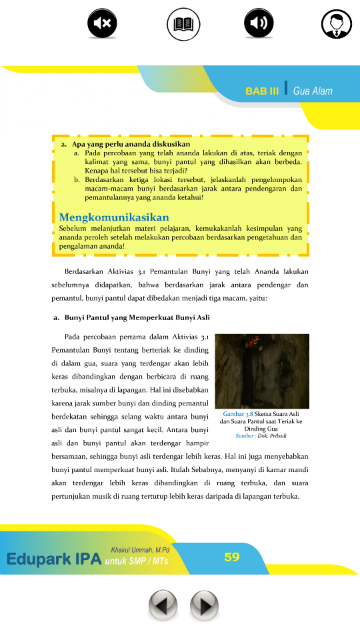 BAB III Gua Alam
2. Apa yang perlu ananda diskusikan
a. Pada percobaan yang telah ananda lakukan di atas, teriak dengan
kalimat yang sama, bunyi pantul yang dihasilkan akan berbeda.
Kenapa hal tersebut bisa terjadi?
b. Berdasarkan ketiga lokasi tersebut, jelaskanlah pengelompokan
macam-macam bunyi berdasarkan jarak antara pendengaran dan
pemantulannya yang ananda ketahui!
Mengkomunikasikan
Sebelum melanjutkan materi pelajaran, kemukakanlah kesimpulan yang
ananda peroleh setelah melakukan percobaan berdasarkan pengetahuan dan
pengalaman ananda!
Berdasarkan Aktivias 3.1 Pemantulan Bunyi yang telah Ananda lakukan
sebelumnya didapatkan, bahwa berdasarkan jarak antara pendengar dan
pemantul, bunyi pantul dapat dibedakan menjadi tiga macam, yaitu:
a. Bunyi Pantul yang Memperkuat Bunyi Asli
Pada percobaan pertama dalam Aktivias 3.1
Pemantulan Bunyi tentang berteriak ke dinding
di dalam gua, suara yang terdengar akan lebih
keras dibandingkan dengan berbicara di ruang
terbuka, misalnya di lapangan. Hal ini disebabkan
karena jarak sumber bunyi dan dinding pemantul
berdekatan sehingga selang waktu antara bunyi
asli dan bunyi pantul sangat kecil. Antara bunyi
asli dan bunyi pantul akan terdengar hampir
bersamaan, sehingga bunyi asli terdengar lebih keras. Hal ini juga menyebabkan
bunyi pantul memperkuat bunyi asli. Itulah Sebabnya, menyanyi di kamar mandi
akan terdengar lebih keras dibandingkan di ruang terbuka, dan suara
pertunjukan musik di ruang tertutup lebih keras daripada di lapangan terbuka.
Gambar 3.8 Sketsa Suara Asli
dan Suara Pantul saat Teriak ke
Dinding Gua
Sumber : Dok. Pribadi
Khairul Ummah, M.Pd
Edupark IPA untuk SMP / MTs
59